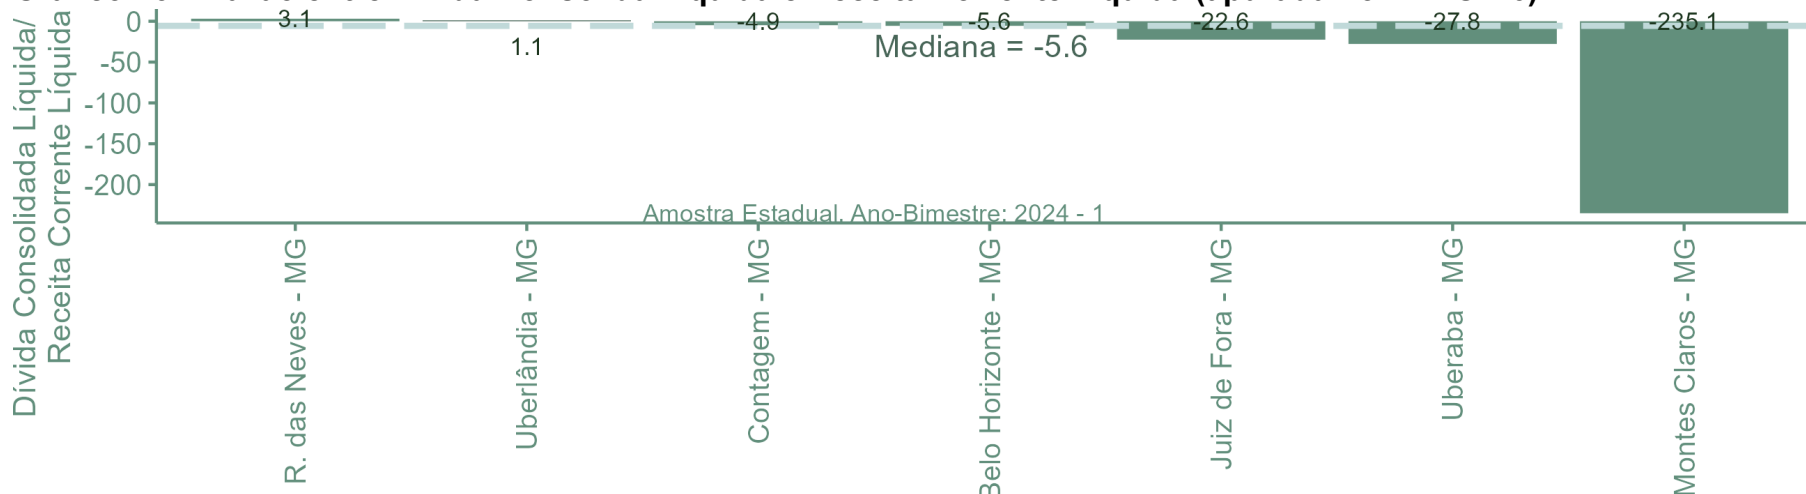 3.1
1.1
-4.9
-5.6
-22.6
-27.8
-235.1
Mediana = -5.6
0
-50
-100
-150
-200
Dívida Consolidada Líquida/
Receita Corrente Líquida
Amostra Estadual. Ano-Bimestre: 2024 - 1
R. das Neves - MG
Uberlândia - MG
Contagem - MG
Belo Horizonte - MG
Juiz de Fora - MG
Uberaba - MG
Montes Claros - MG